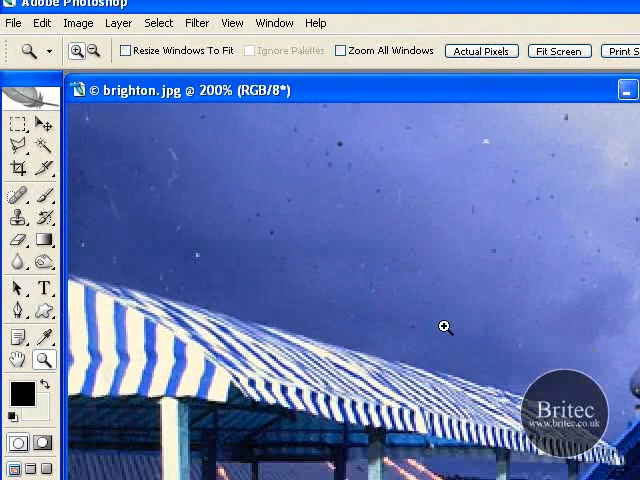 Adobe Photoshop
File Edit Image Layer Select Filter View Window Help
Resize Windows To Fit Ignore Palettes Zoom All Windows Actual Pixels Fit Screen Print S
© brighton.jpg @ 200% (RGB/8*)
T
Britec
www.britec.co.uk